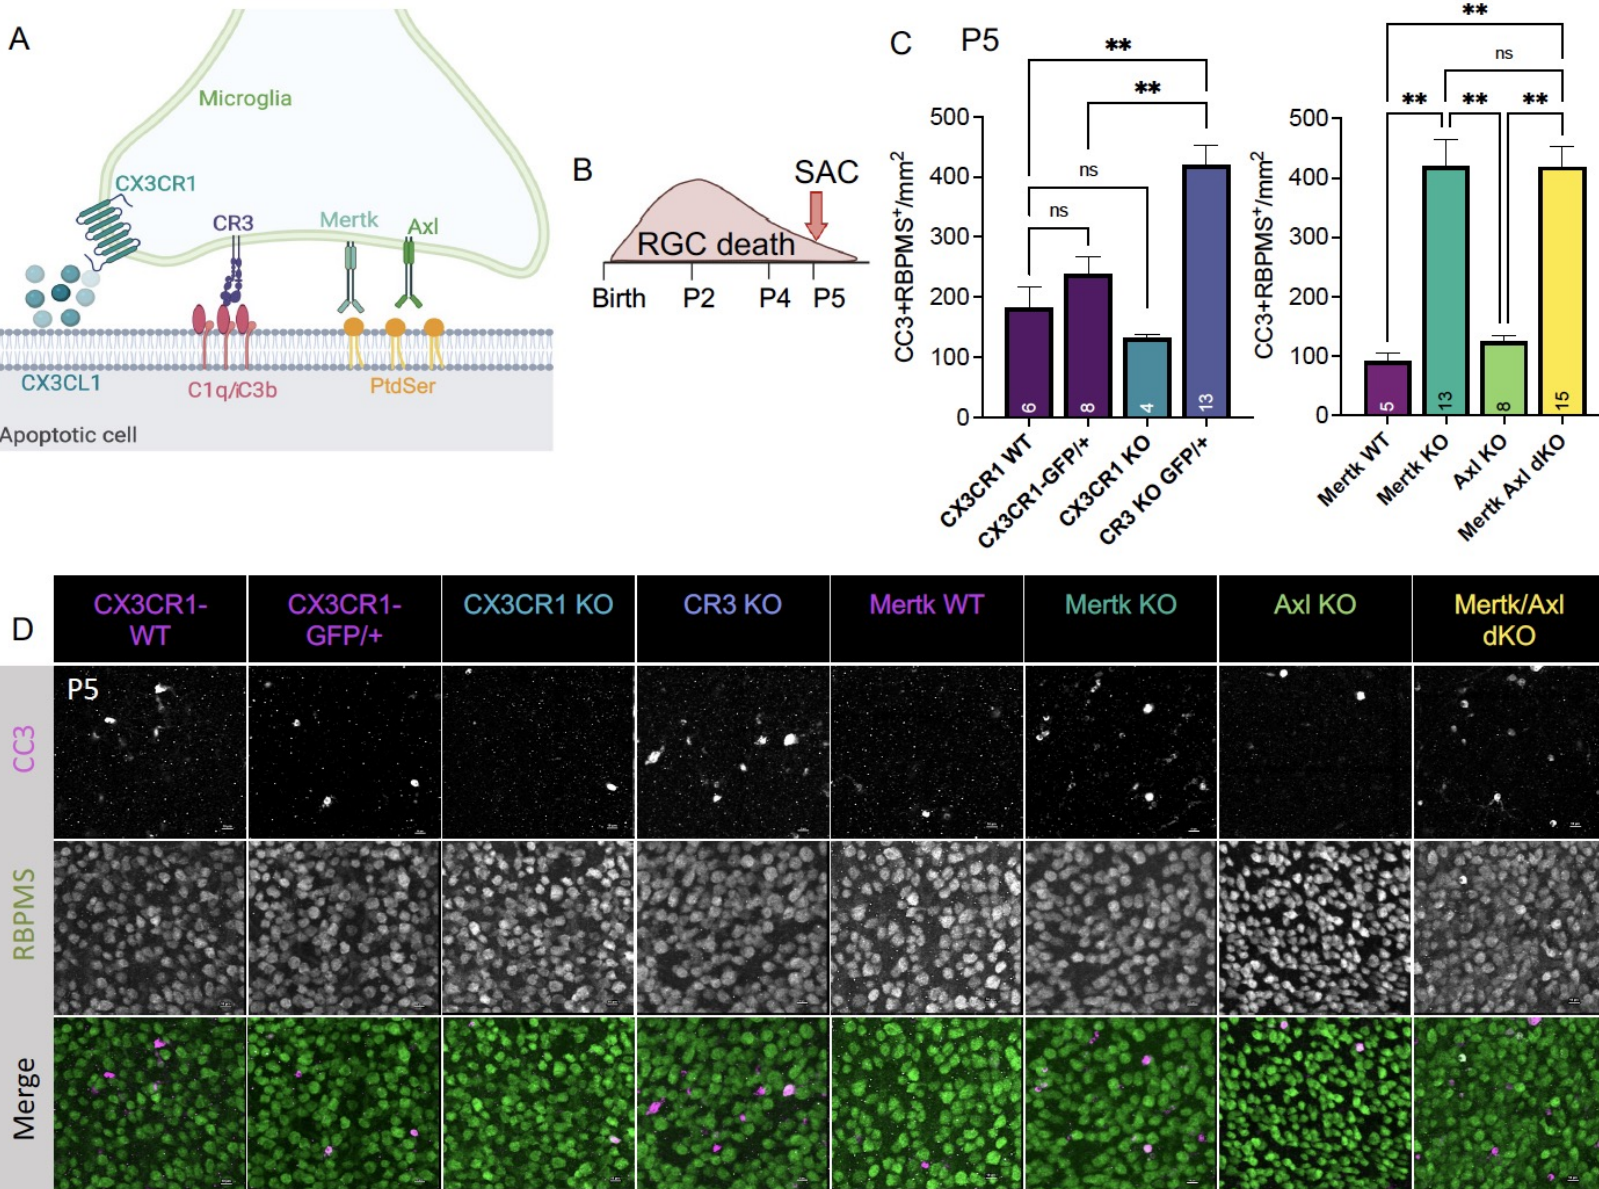 A
Microglia
CX3CR1
CR3
Mertk
Axl
CX3CL1
C1q/iC3b
PtdSer
Apoptotic cell
B
SAC
RGC death
Birth P2 P4 P5
C P5
**
**
ns
ns
CC3+RBPMS⁺/mm²
500
400
300
200
100
0
6 8 4 13
CX3CR1 WT
CX3CR1-GFP/+
CX3CR1 KO
CR3 KO GFP/+
**
ns
** ** **
CC3+RBPMS⁺/mm²
500
400
300
200
100
0
5 13 8 15
Mertk WT
Mertk KO
Axl KO
Mertk Axl dKO
D
CX3CR1-
WT
CX3CR1-
GFP/+
CX3CR1 KO
CR3 KO
Mertk WT
Mertk KO
Axl KO
Mertk/Axl
dKO
P5
CC3
RBPMS
Merge